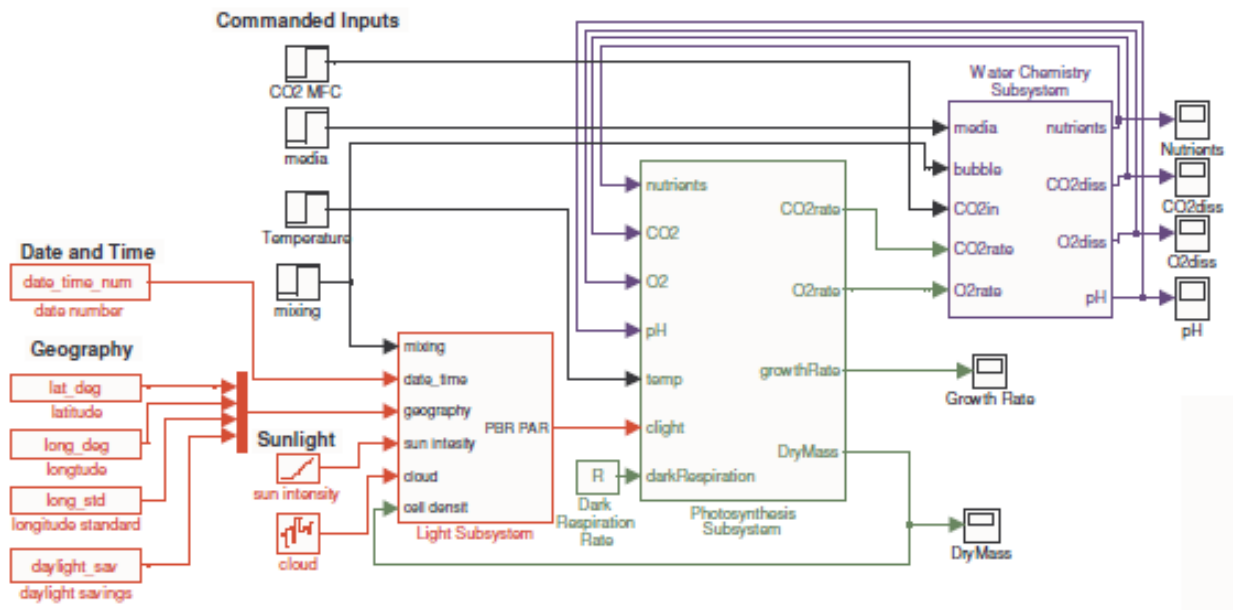 Commanded Inputs
CO2 MFC
media
Temperature
mixing
Date and Time
date_time_num
date number
Geography
lat_deg
latitude
long_deg
longtude
long_std
longitude standard
daylight_sav
daylight savings
Sunlight
sun intensity
cloud
mixing
date_time
geography
sun intesity
cloud
cell densit
PBR PAR
Light Subsystem
R
Dark
Respiration
Rate
nutrients
CO2
O2
pH
temp
clight
darkRespiration
CO2rate
O2rate
growthRate
DryMass
Photosynthesis
Subsystem
Water Chemistry
Subsystem
media
bubble
CO2in
CO2rate
O2rate
nutrients
CO2diss
O2diss
pH
Nutrients
CO2diss
O2diss
pH
Growth Rate
DryMass